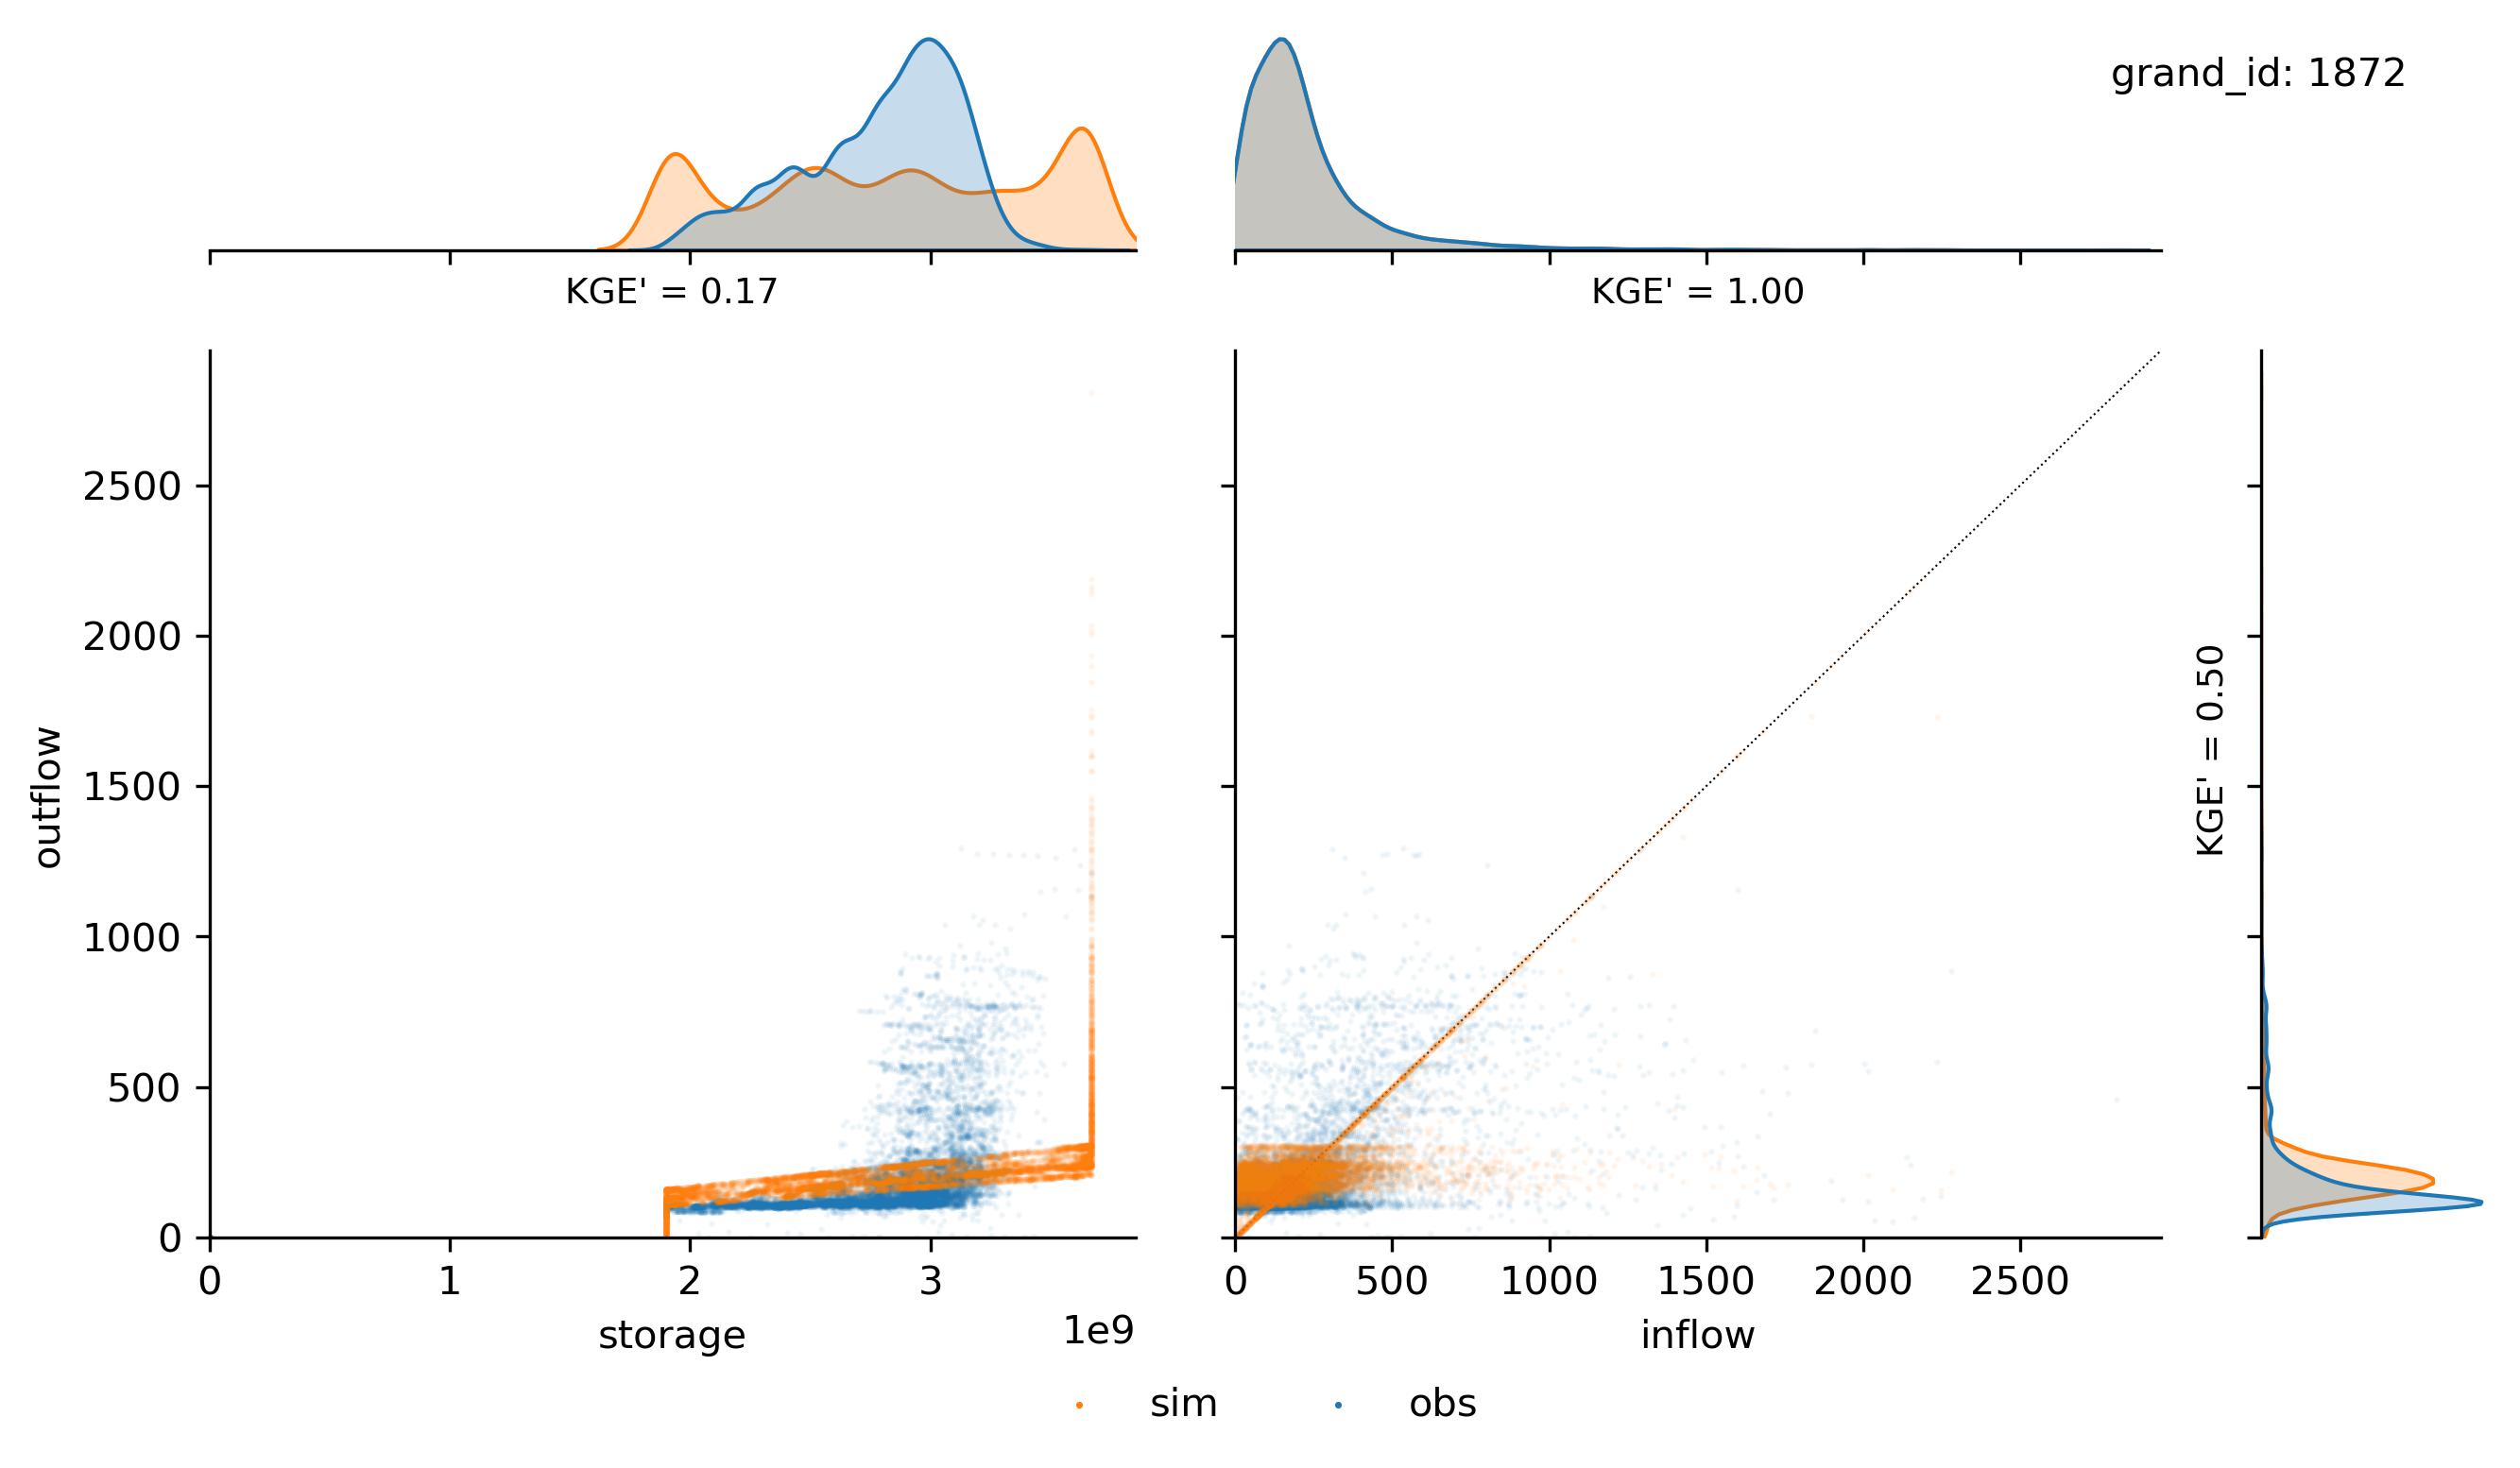 grand_id: 1872
KGE' = 0.17
KGE' = 1.00
outflow
2500
2000
1500
1000
500
0
KGE' = 0.50
0 1 2 3
0 500 1000 1500 2000 2500
storage
1e9
inflow
sim
obs